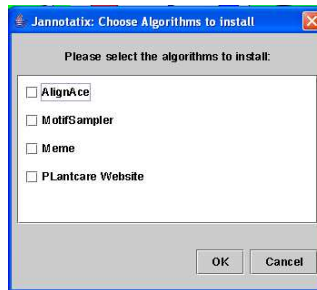 Jannotatix: Choose Algorithms to install
Please select the algorithms to install:
AlignAce
MotifSampler
Meme
PLantcare Website
OK Cancel